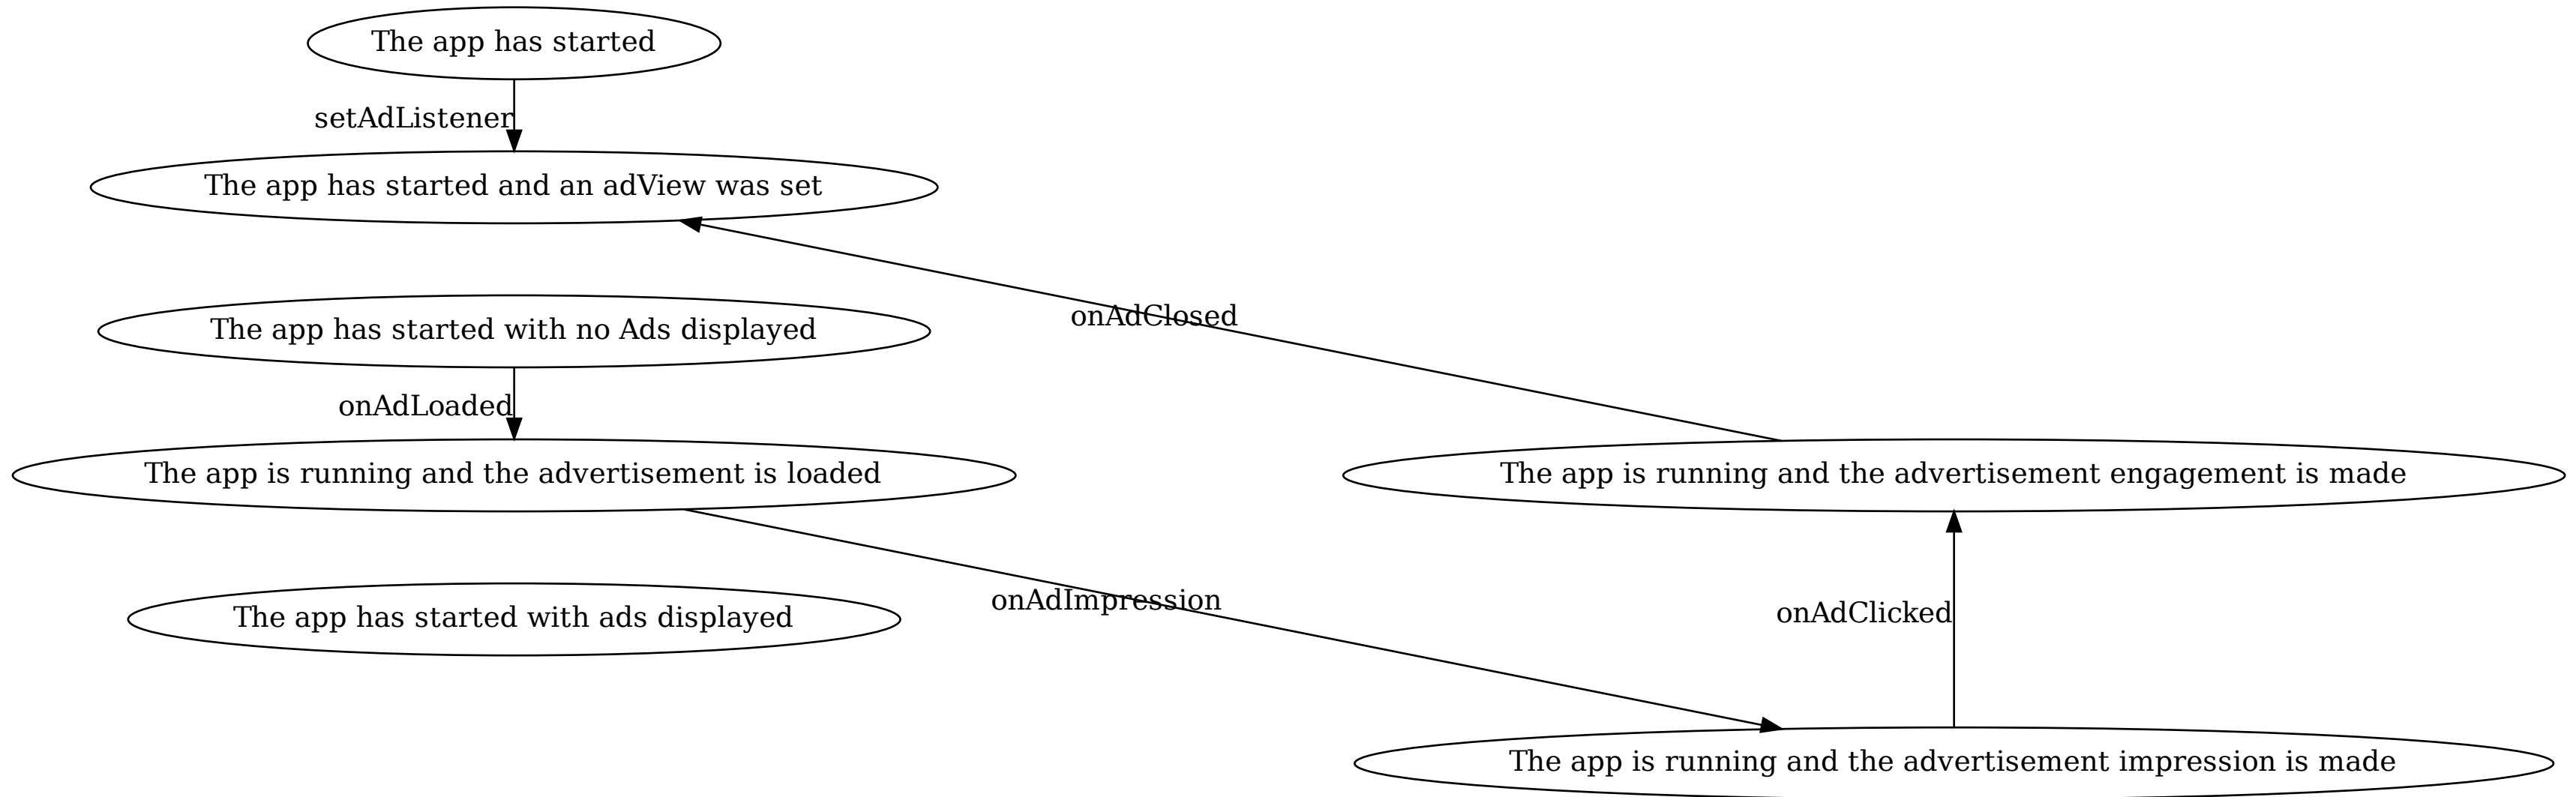 The app has started
setAdListener
The app has started and an adView was set
The app has started with no Ads displayed
onAdClosed
onAdLoaded
The app is running and the advertisement is loaded
The app is running and the advertisement engagement is made
onAdImpression
The app has started with ads displayed
onAdClicked
The app is running and the advertisement impression is made